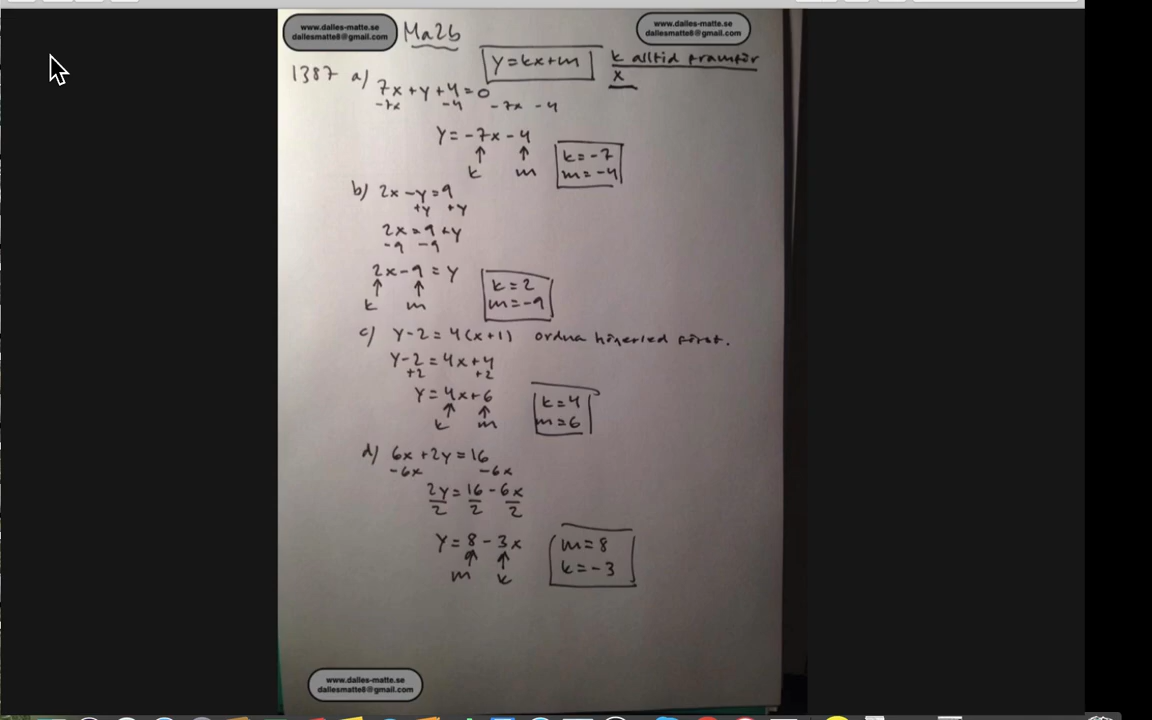 www.dalles-matte.se
dallesmatte8@gmail.com
Ma2b
www.dalles-matte.se
dallesmatte8@gmail.com
y=kx+m
k alltid framför
x
1387 a) 7x+y+4=0
-7x -4 -7x -4
y=-7x-4
k m
k=-7
m=-4
b) 2x-y=9
+y +y
2x=9+y
-9 -9
2x-9=y
k m
k=2
m=-9
c) y-2=4(x+1) ordna högerled först.
y-2=4x+4
+2 +2
y=4x+6
k m
k=4
m=6
d) 6x+2y=16
-6x -6x
2y=16-6x
2 2 2
y=8-3x
m k
m=8
k=-3
www.dalles-matte.se
dallesmatte8@gmail.com